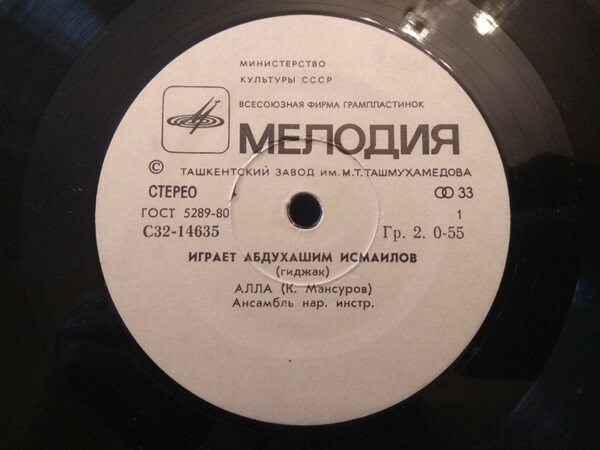 МИНИСТЕРСТВО
КУЛЬТУРЫ СССР
ВСЕСОЮЗНАЯ ФИРМА ГРАМПЛАСТИНОК
МЕЛОДИЯ
© ТАШКЕНТСКИЙ ЗАВОД ИМ. М.Т. ТАШМУХАМЕДОВА
СТЕРЕО 33
ГОСТ 5289-80 1
С32-14635 Гр. 2. 0-55
ИГРАЕТ АБДУХАШИМ ИСМАИЛОВ
(гиджак)
АЛЛА (К. Мансуров)
Ансамбль нар. инстр.